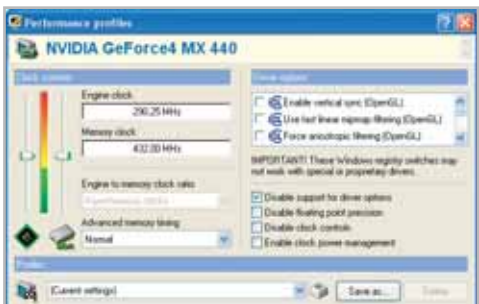 Performance profiles
NVIDIA GeForce4 MX 440
Clock control
Driver options
Engine clock
290.25 MHz
Memory clock
432.00 MHz
Engine to memory clock ratio
Advanced memory timing
Normal
Enable vertical sync (OpenGL)
Use fast linear mipmap filtering (OpenGL)
Force anisotropic filtering (OpenGL)
IMPORTANT! These Windows registry switches may
not work with special or proprietary drivers.
Disable support for driver options
Disable floating point precision
Disable clock controls
Enable clock power management
Profiles
(Current settings)
Save as...
Delete